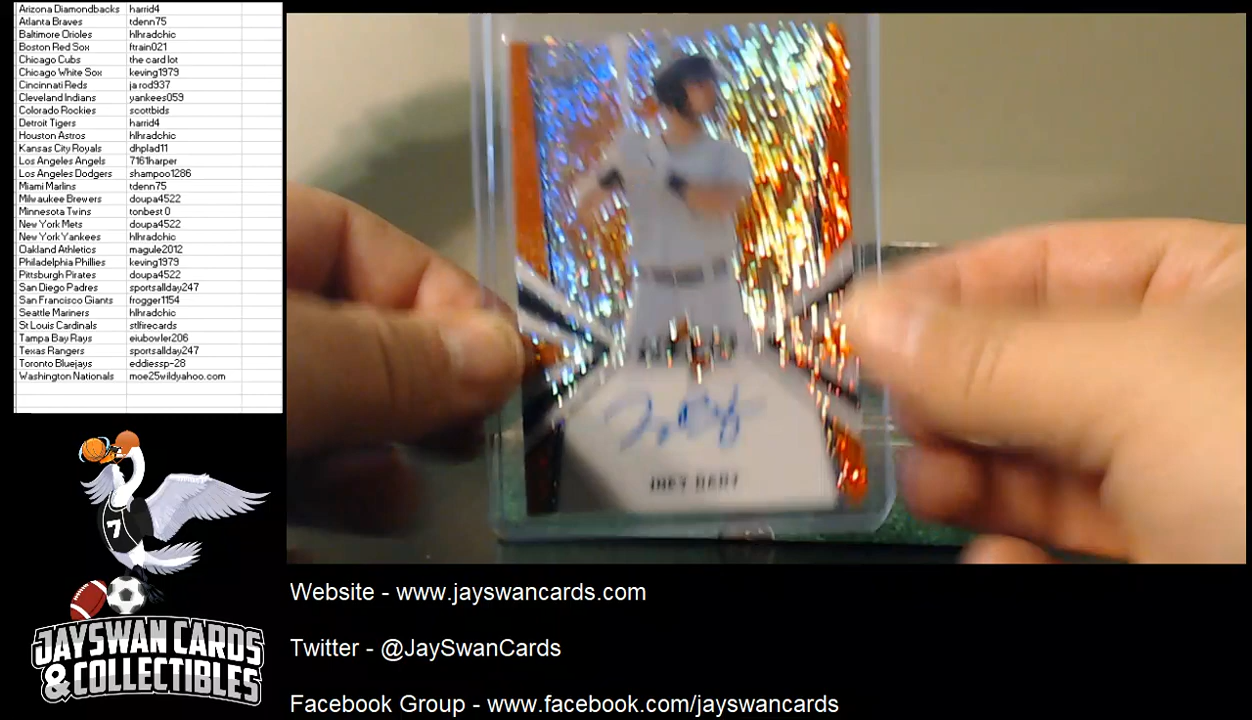 Arizona Diamondbacks harrid4
Atlanta Braves tdenn75
Baltimore Orioles hlhradchic
Boston Red Sox ftrain021
Chicago Cubs the card lot
Chicago White Sox keving1979
Cincinnati Reds jarod937
Cleveland Indians yankees059
Colorado Rockies scottbids
Detroit Tigers harrid4
Houston Astros hlhradchic
Kansas City Royals dhplad11
Los Angeles Angels 7161harper
Los Angeles Dodgers shampoo1286
Miami Marlins tdenn75
Milwaukee Brewers doupa4522
Minnesota Twins tonbest 0
New York Mets doupa4522
New York Yankees hlhradchic
Oakland Athletics magule2012
Philadelphia Phillies keving1979
Pittsburgh Pirates doupa4522
San Diego Padres sportsallday247
San Francisco Giants frogger1154
Seattle Mariners hlhradchic
St Louis Cardinals stlfirecards
Tampa Bay Rays eiubowler206
Texas Rangers sportsallday247
Toronto Bluejays eddiessp-28
Washington Nationals moe25wildyahoo.com
7
JAYSWAN CARDS
& COLLECTIBLES
Website - www.jayswancards.com
Twitter - @JaySwanCards
Facebook Group - www.facebook.com/jayswancards